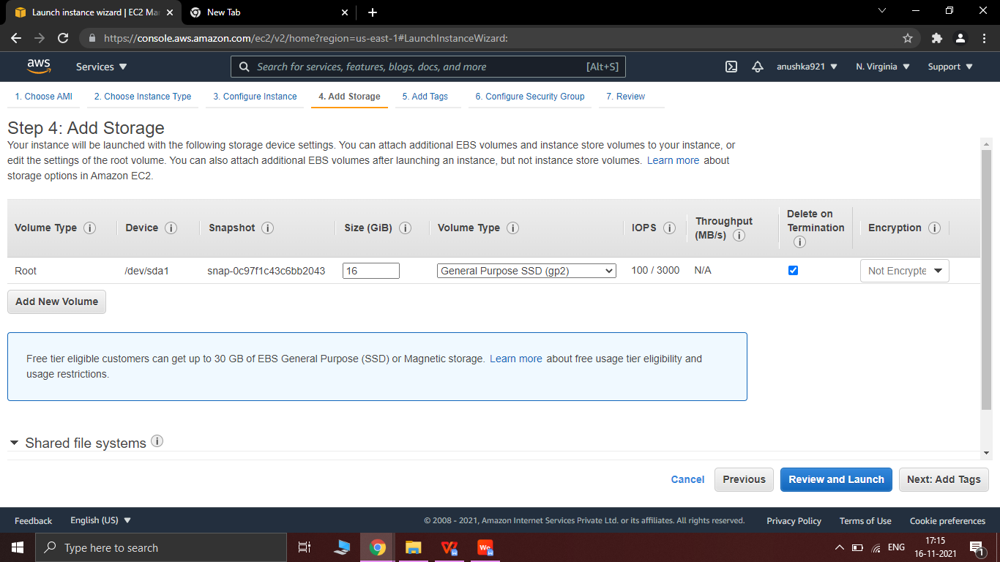 Launch instance wizard | EC2 Ma
New Tab
https://console.aws.amazon.com/ec2/v2/home?region=us-east-1#LaunchInstanceWizard:
aws
Services
Search for services, features, blogs, docs, and more
[Alt+S]
anushka921
N. Virginia
Support
1. Choose AMI
2. Choose Instance Type
3. Configure Instance
4. Add Storage
5. Add Tags
6. Configure Security Group
7. Review
Step 4: Add Storage
Your instance will be launched with the following storage device settings. You can attach additional EBS volumes and instance store volumes to your instance, or
edit the settings of the root volume. You can also attach additional EBS volumes after launching an instance, but not instance store volumes. Learn more about
storage options in Amazon EC2.
Volume Type
Device
Snapshot
Size (GiB)
Volume Type
IOPS
Throughput
(MB/s)
Delete on
Termination
Encryption
Root
/dev/sda1
snap-0c97f1c43c6bb2043
16
General Purpose SSD (gp2)
100 / 3000
N/A
Not Encrypte
Add New Volume
Free tier eligible customers can get up to 30 GB of EBS General Purpose (SSD) or Magnetic storage. Learn more about free usage tier eligibility and
usage restrictions.
Shared file systems
Cancel
Previous
Review and Launch
Next: Add Tags
Feedback
English (US)
© 2008 - 2021, Amazon Internet Services Private Ltd. or its affiliates. All rights reserved.
Privacy Policy
Terms of Use
Cookie preferences
Type here to search
ENG
17:15
16-11-2021
1